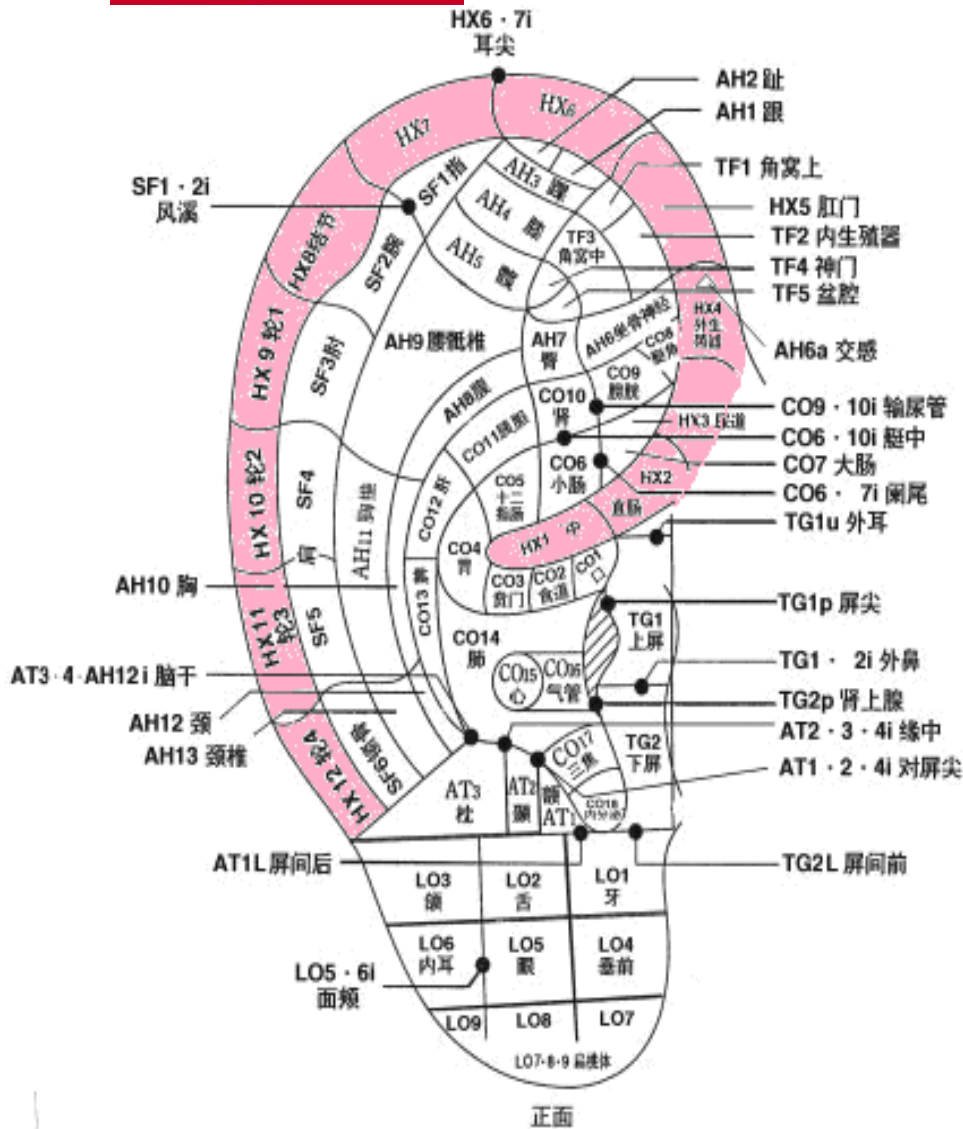 HX6·7i
耳尖
AH2 趾
AH1 跟
HX6
HX7
TF1 角窝上
AH3 踝
SF1指
SF1·2i
风溪
HX5 肛门
AH4 膝
TF2 内生殖器
TF3
角窝中
HX8结节
SF2腕
AH5 髋
TF4 神门
TF5 盆腔
HX4
外生
殖器
AH6坐骨神经
HX 9 轮1
SF3肘
AH9 腰骶椎
AH7
臀
CO8
艇角
AH6a 交感
CO9
膀胱
AH8腹
CO10
肾
CO9·10i 输尿管
HX3 尿道
CO11胰胆
CO6·10i 艇中
CO6
小肠
CO7 大肠
HX 10 轮2
SF4
CO12 肝
CO5
十二
指肠
HX2
直肠
CO6· 7i 阑尾
AH11 胸椎
TG1u 外耳
HX1 耳中
CO4
胃
肩
CO1
口
CO2
食道
CO3
贲门
AH10 胸
CO13 脾
TG1p 屏尖
HX11
轮3
SF5
TG1
上屏
CO14
肺
AT3·4·AH12 i 脑干
CO15
心
CO16
气管
TG1· 2i 外鼻
TG2p 肾上腺
AH12 颈
AH13 颈椎
AT2·3·4i 缘中
HX 12 轮4
SF6锁骨
CO17
三焦
TG2
下屏
AT1·2·4i 对屏尖
AT3
枕
AT2
颞
额
AT1
CO18
内分泌
AT1L 屏间后
TG2L 屏间前
LO3
颌
LO2
舌
LO1
牙
LO6
内耳
LO5
眼
LO4
垂前
LO5·6i
面颊
LO9
LO8
LO7
LO7·8·9 扁桃体
正面